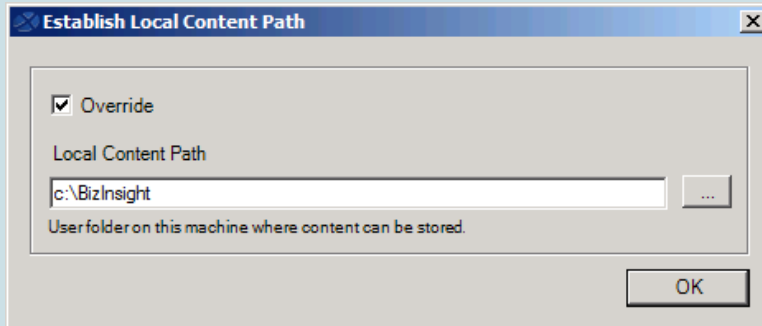 Establish Local Content Path
Override
Local Content Path
c:\BizInsight
...
User folder on this machine where content can be stored.
OK